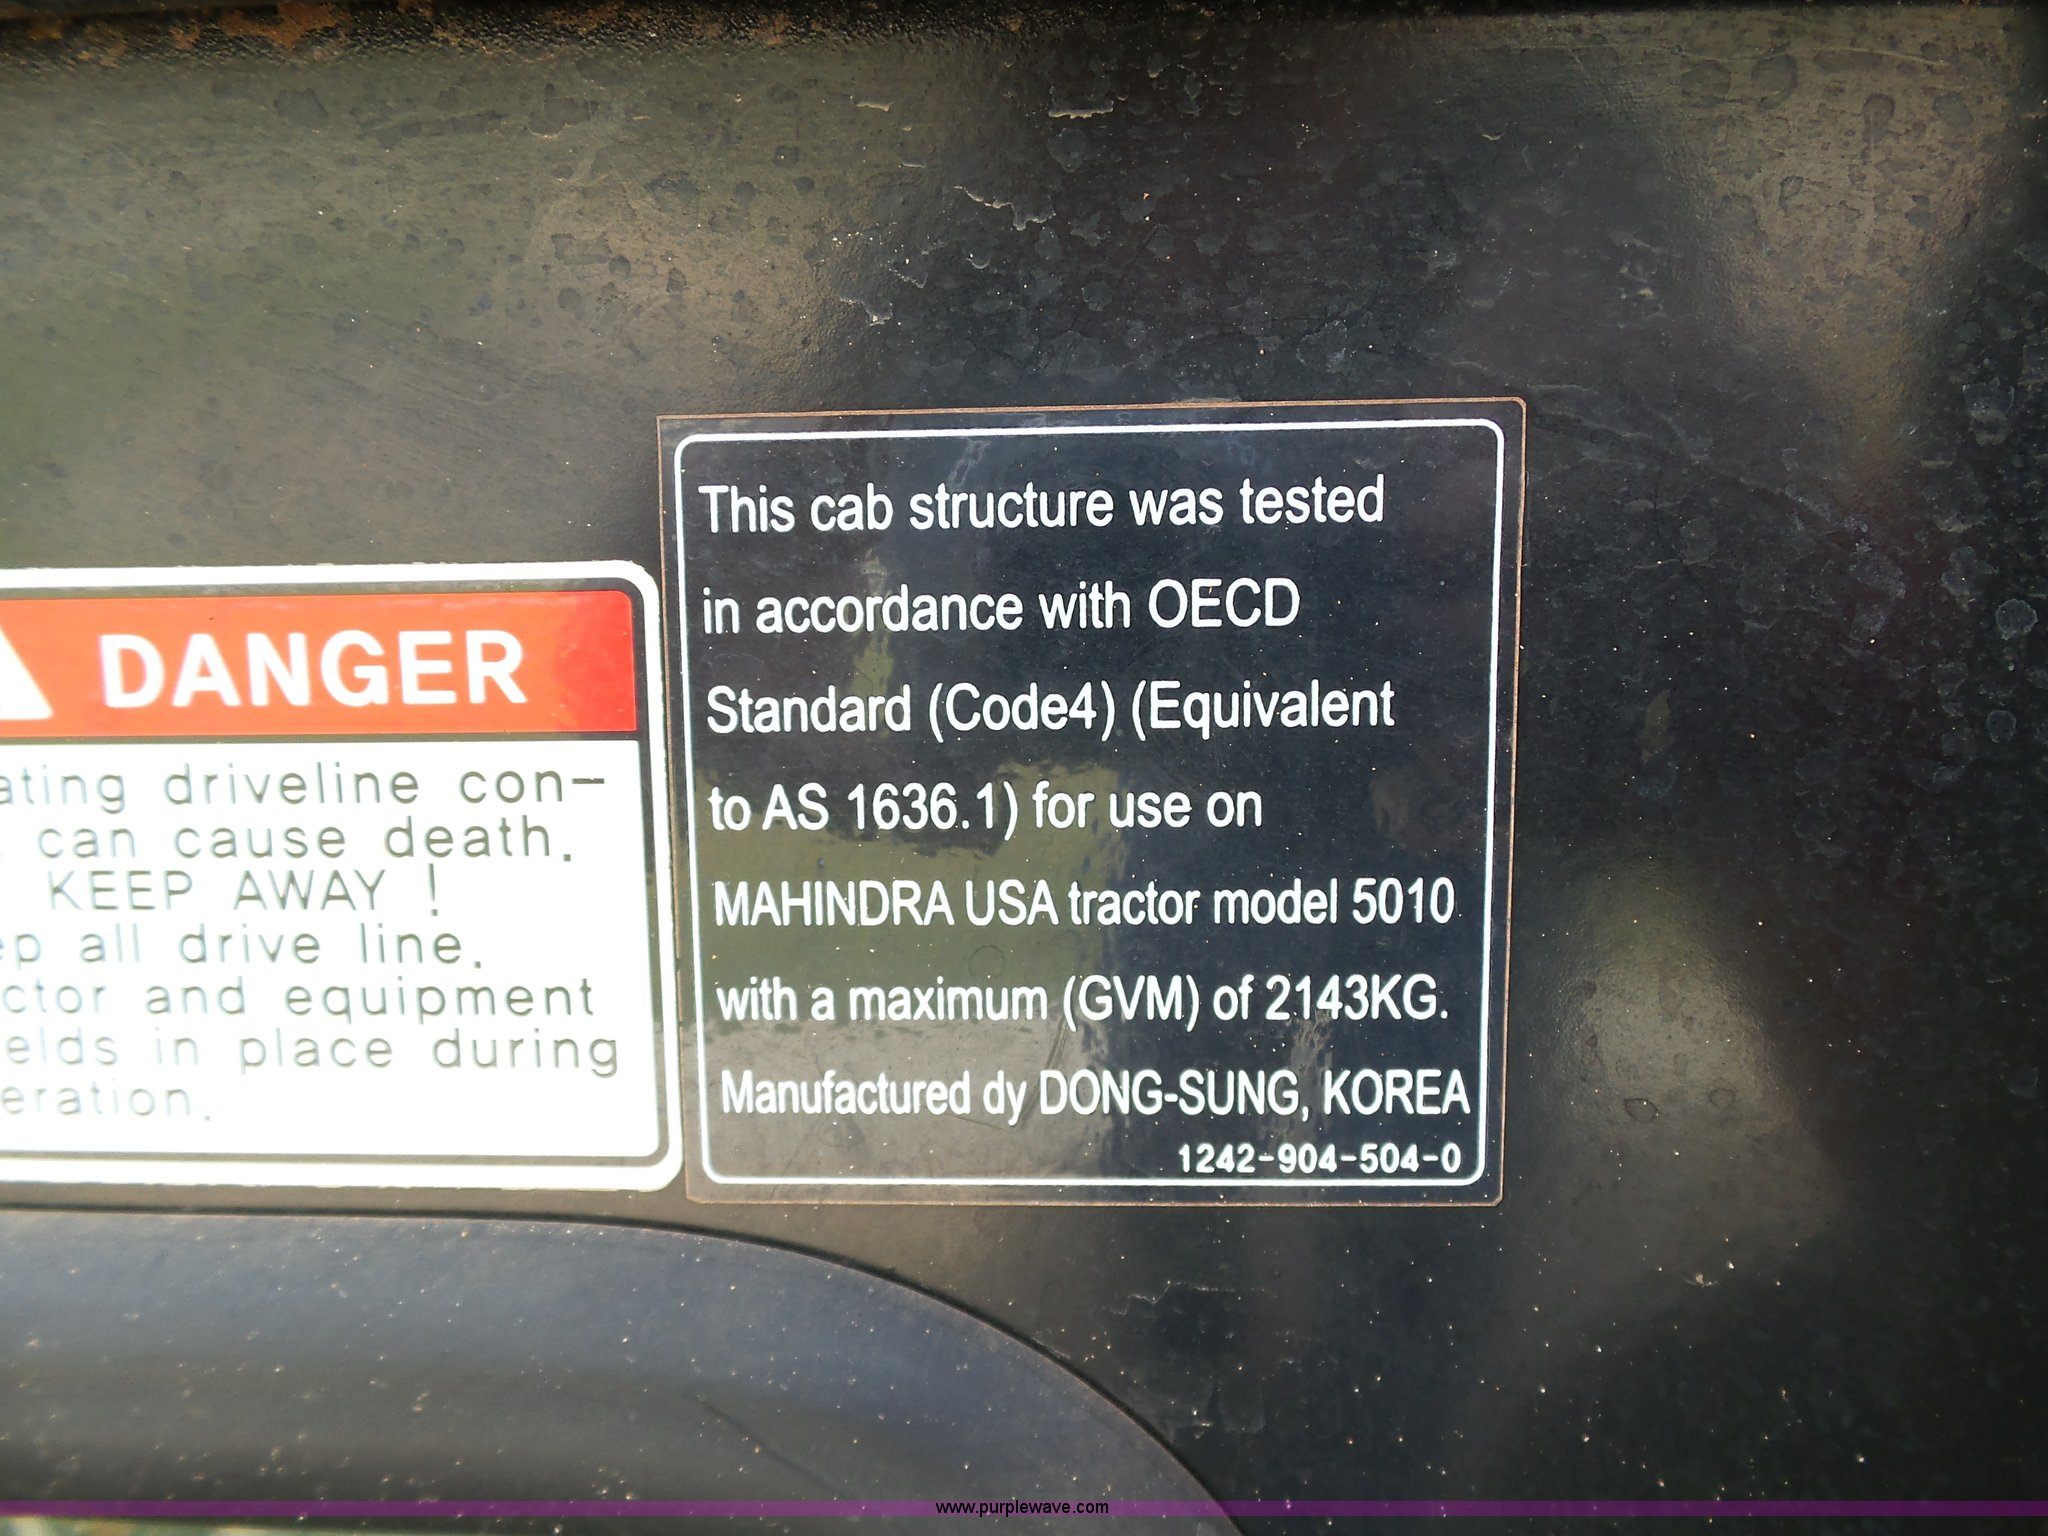 DANGER
ating driveline con-
can cause death.
KEEP AWAY !
ep all drive line.
ctor and equipment
elds in place during
eration.
This cab structure was tested
in accordance with OECD
Standard (Code4) (Equivalent
to AS 1636.1) for use on
MAHINDRA USA tractor model 5010
with a maximum (GVM) of 2143KG.
Manufactured dy DONG-SUNG, KOREA
1242-904-504-0
www.purplewave.com